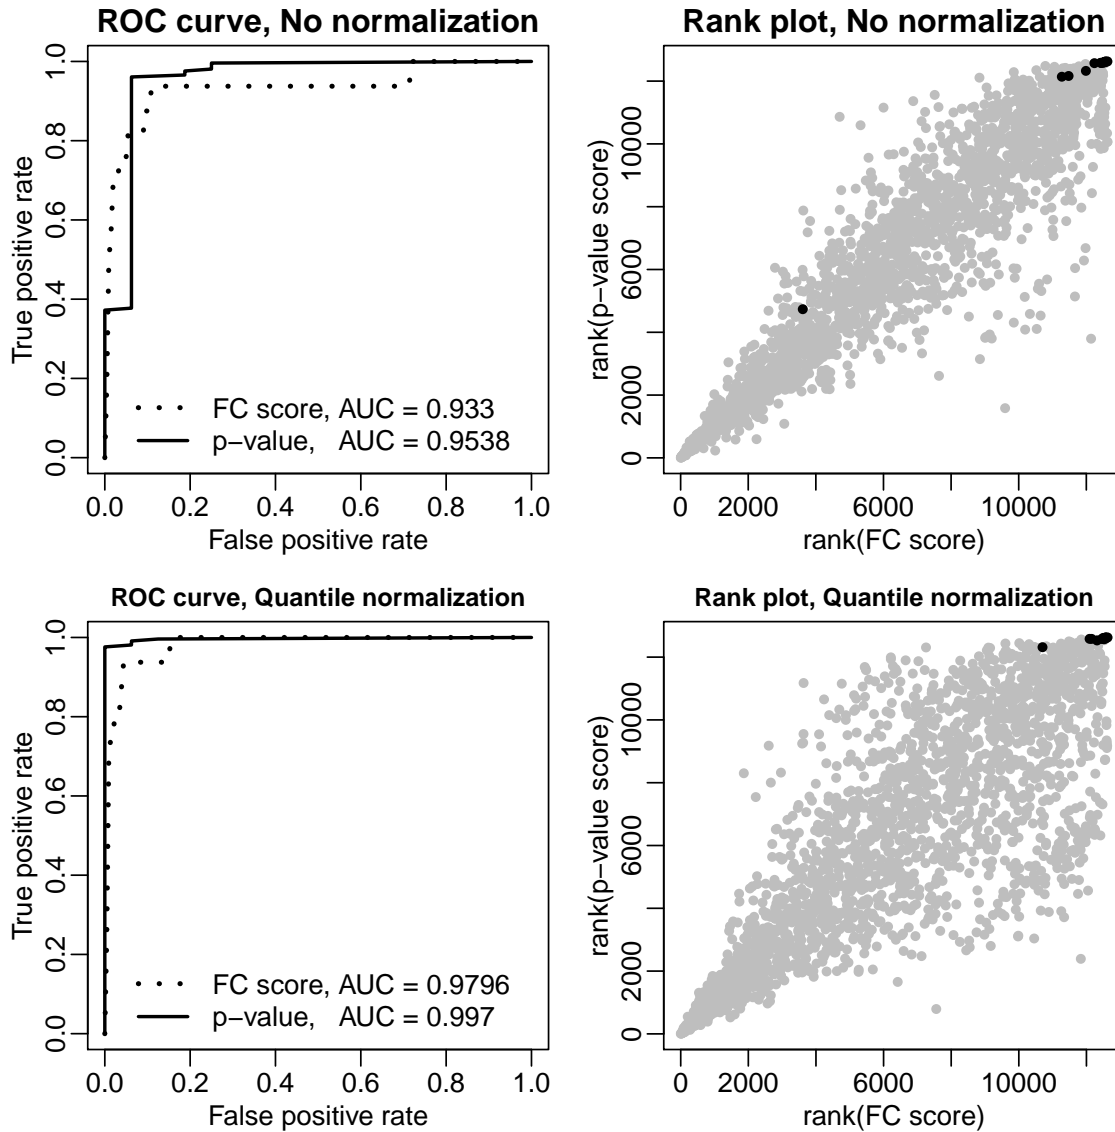 ROC curve, No normalization
True positive rate
0.0 0.2 0.4 0.6 0.8 1.0
FC score, AUC = 0.933
p−value, AUC = 0.9538
0.0 0.2 0.4 0.6 0.8 1.0
False positive rate
Rank plot, No normalization
rank(p−value score)
0 2000 6000 10000
0 2000 6000 10000
rank(FC score)
ROC curve, Quantile normalization
True positive rate
0.0 0.2 0.4 0.6 0.8 1.0
FC score, AUC = 0.9796
p−value, AUC = 0.997
0.0 0.2 0.4 0.6 0.8 1.0
False positive rate
Rank plot, Quantile normalization
rank(p−value score)
0 2000 6000 10000
0 2000 6000 10000
rank(FC score)